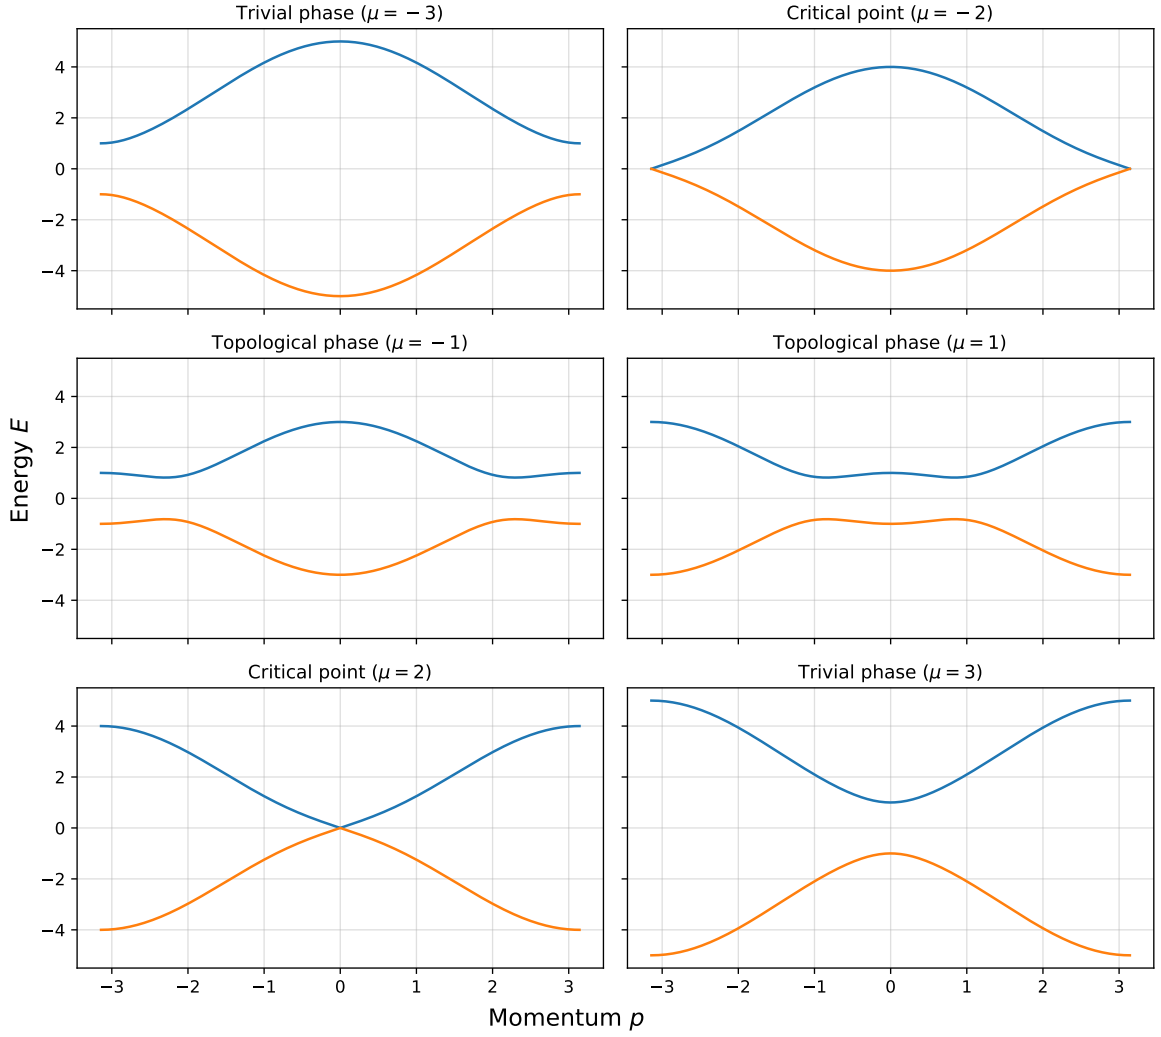 Trivial phase (μ = −3)
Critical point (μ = −2)
4
2
0
−2
−4
Topological phase (μ = −1)
Topological phase (μ = 1)
4
2
0
−2
−4
Energy E
Critical point (μ = 2)
Trivial phase (μ = 3)
4
2
0
−2
−4
−3 −2 −1 0 1 2 3
−3 −2 −1 0 1 2 3
Momentum p